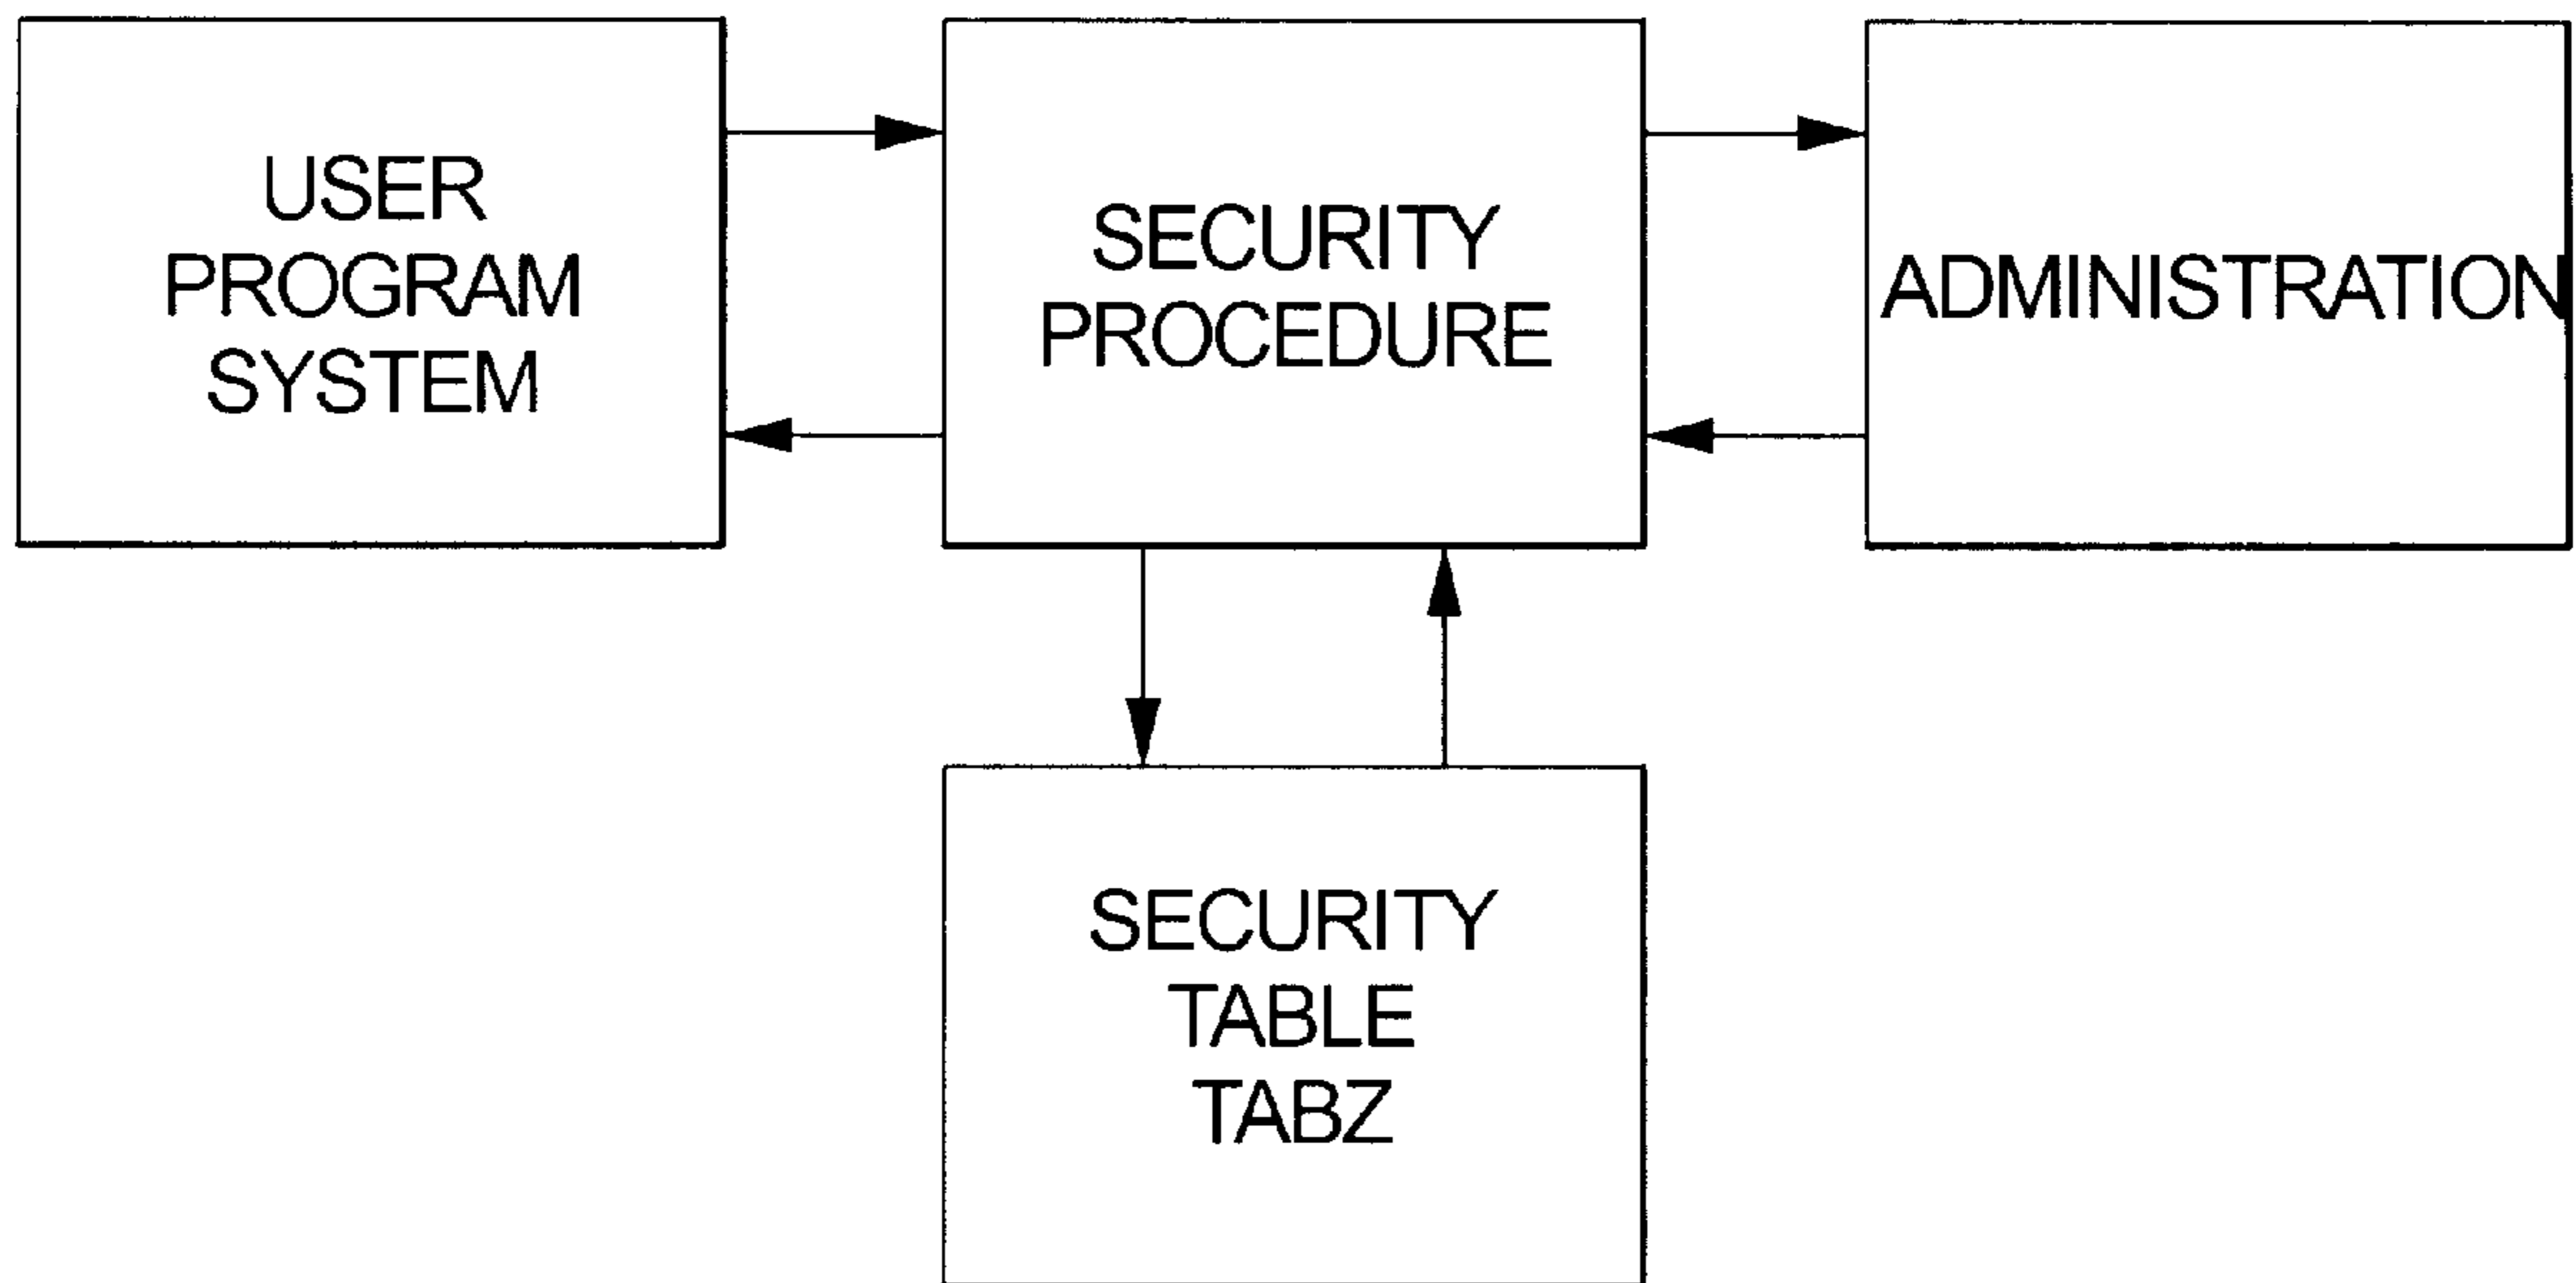 USER
PROGRAM
SYSTEM
SECURITY
PROCEDURE
ADMINISTRATION
SECURITY
TABLE
TABZ